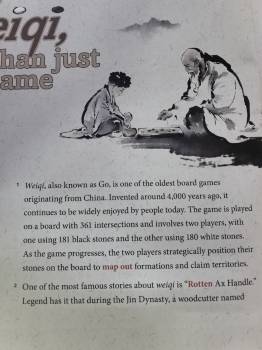 eiqi,
han just
ame
1 Weiqi, also known as Go, is one of the oldest board games
originating from China. Invented around 4,000 years ago, it
continues to be widely enjoyed by people today. The game is played
on a board with 361 intersections and involves two players, with
one using 181 black stones and the other using 180 white stones.
As the game progresses, the two players strategically position their
stones on the board to map out formations and claim territories.
2 One of the most famous stories about weiqi is “Rotten Ax Handle.”
Legend has it that during the Jin Dynasty, a woodcutter named